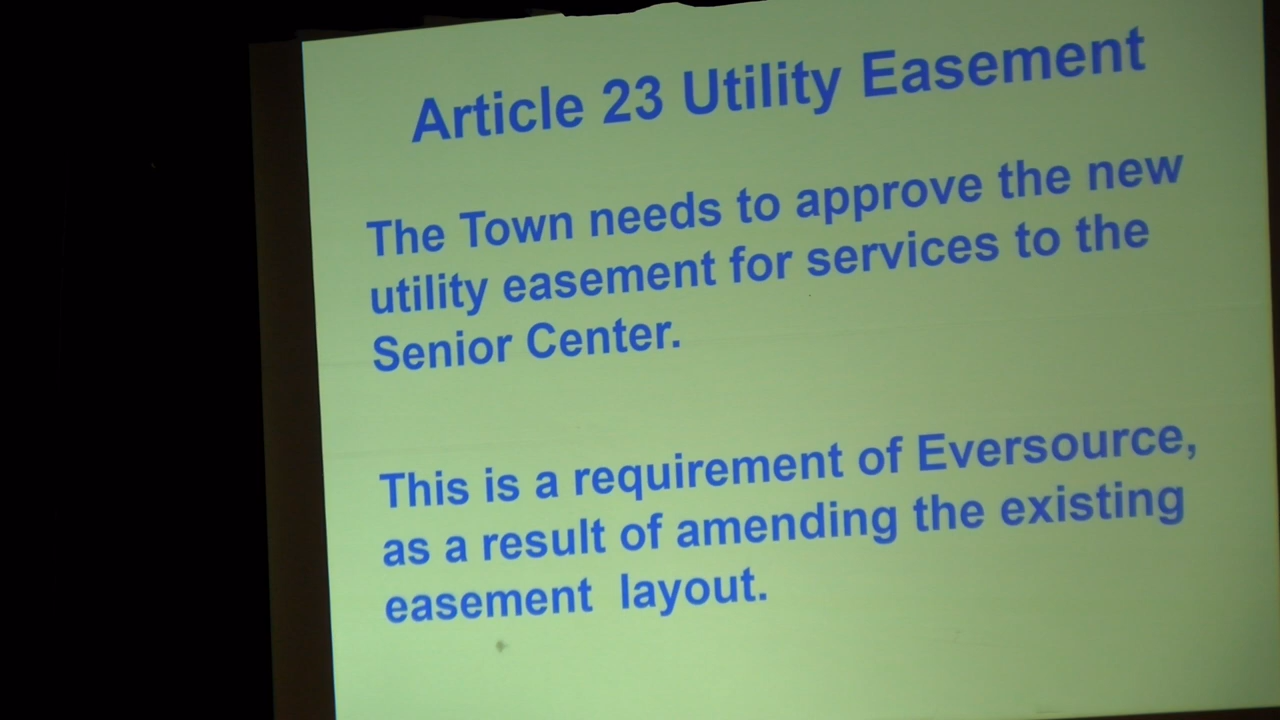 Article 23 Utility Easement
The Town needs to approve the new
utility easement for services to the
Senior Center.
This is a requirement of Eversource,
as a result of amending the existing
easement layout.